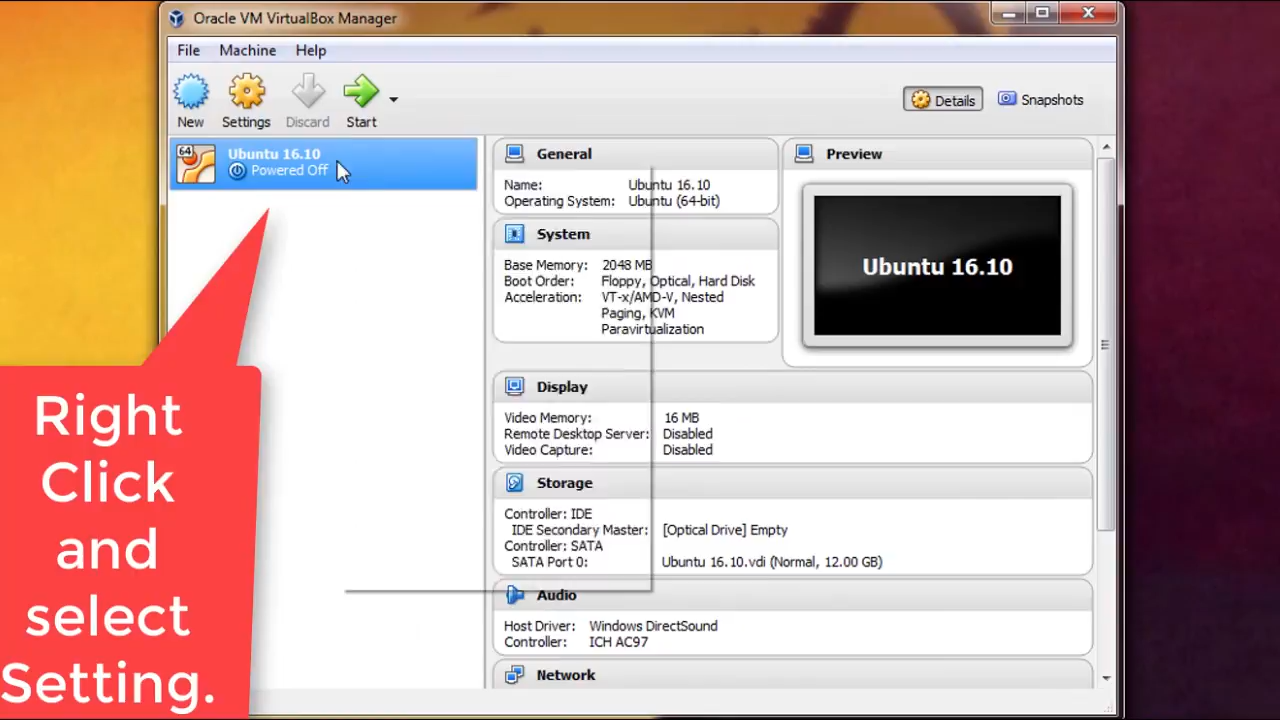 Oracle VM VirtualBox Manager
File Machine Help
New Settings Discard Start
Details Snapshots
64
Ubuntu 16.10
Powered Off
General
Name: Ubuntu 16.10
Operating System: Ubuntu (64-bit)
System
Base Memory: 2048 MB
Boot Order: Floppy, Optical, Hard Disk
Acceleration: VT-x/AMD-V, Nested
Paging, KVM
Paravirtualization
Preview
Ubuntu 16.10
Display
Video Memory: 16 MB
Remote Desktop Server: Disabled
Video Capture: Disabled
Storage
Controller: IDE
IDE Secondary Master: [Optical Drive] Empty
Controller: SATA
SATA Port 0: Ubuntu 16.10.vdi (Normal, 12.00 GB)
Audio
Host Driver: Windows DirectSound
Controller: ICH AC97
Network
Right
Click
and
select
Setting.